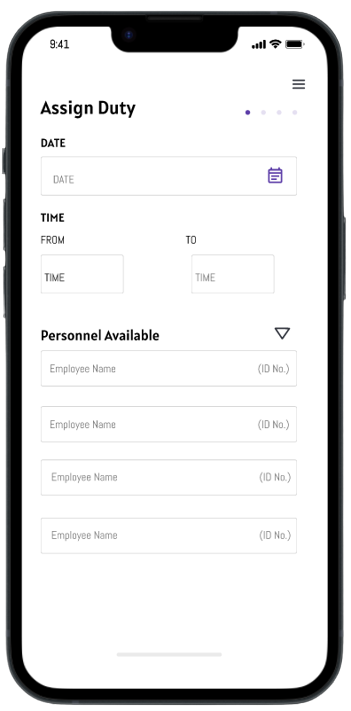 9:41
Assign Duty
DATE
DATE
TIME
FROM TO
TIME TIME
Personnel Available
Employee Name (ID No.)
Employee Name (ID No.)
Employee Name (ID No.)
Employee Name (ID No.)